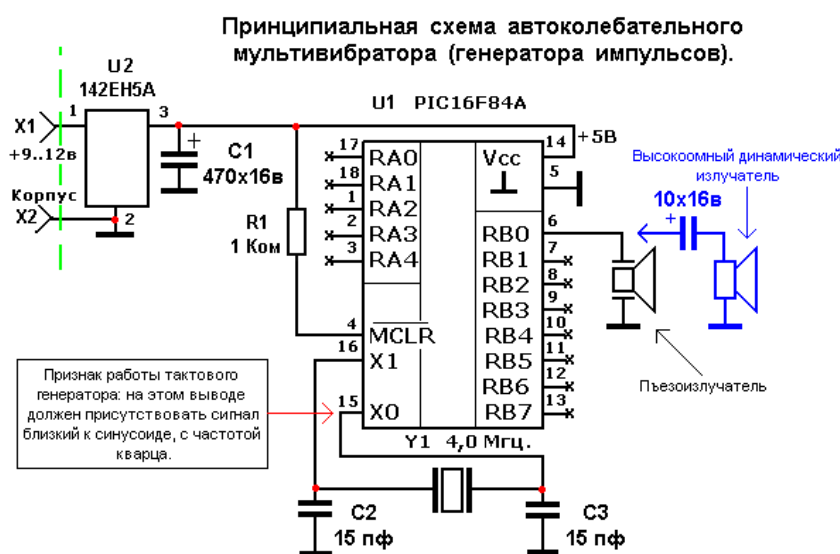 Принципиальная схема автоколебательного
мультивибратора (генератора импульсов).
U2
142ЕН5А
U1 PIC16F84A
1
3
X1
+9..12в
Корпус
X2
2
+
C1
470х16в
R1
1 Ком
17
RA0
18
RA1
1
RA2
2
RA3
3
RA4
4
MCLR
16
X1
15
X0
Vcc
14
+5В
5
6
RB0
7
RB1
8
RB2
9
RB3
10
RB4
11
RB5
12
RB6
13
RB7
Высокоомный динамический
излучатель
10х16в
+
Пъезоизлучатель
Признак работы тактового
генератора: на этом выводе
должен присутствовать сигнал
близкий к синусоиде, с частотой
кварца.
Y1 4,0 Мгц.
C2
15 пф
C3
15 пф